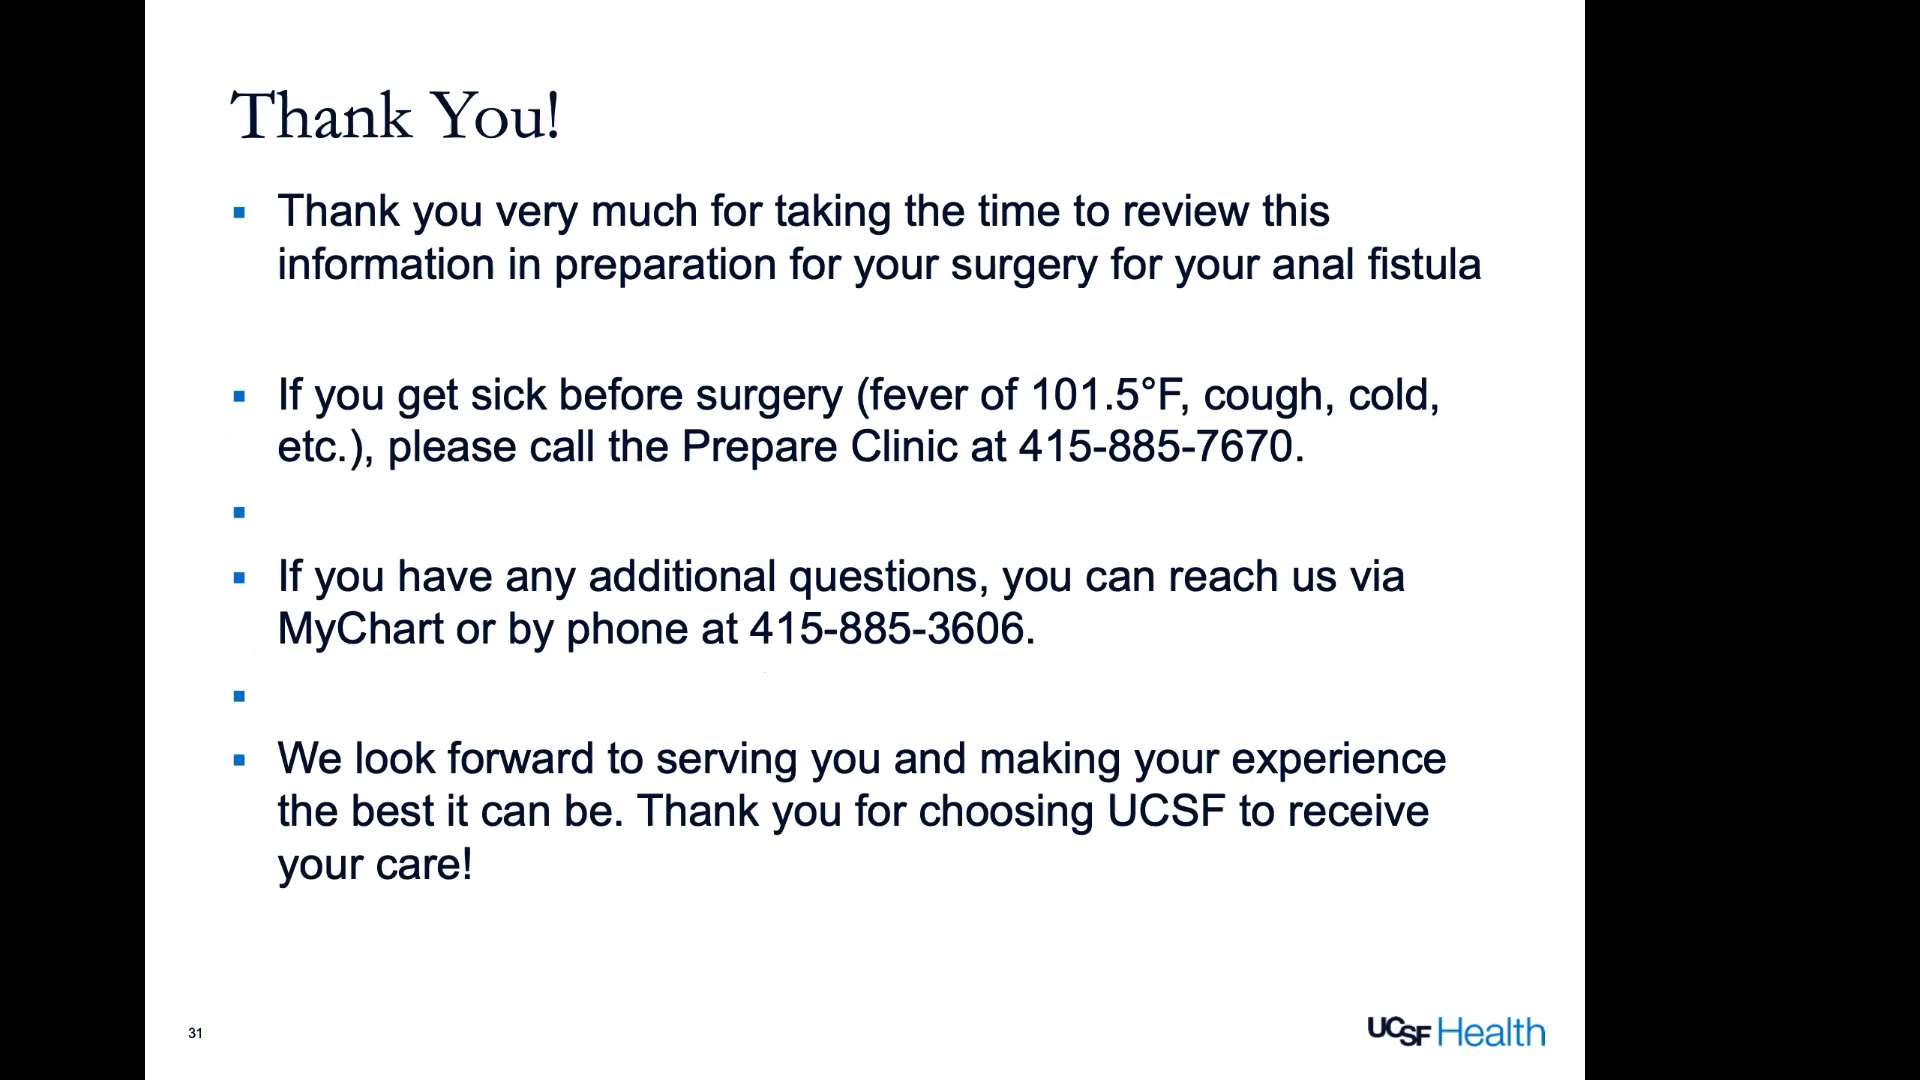 Thank You!
▪ Thank you very much for taking the time to review this
information in preparation for your surgery for your anal fistula
▪ If you get sick before surgery (fever of 101.5°F, cough, cold,
etc.), please call the Prepare Clinic at 415-885-7670.
▪
▪ If you have any additional questions, you can reach us via
MyChart or by phone at 415-885-3606.
▪
▪ We look forward to serving you and making your experience
the best it can be. Thank you for choosing UCSF to receive
your care!
31
UCSF Health